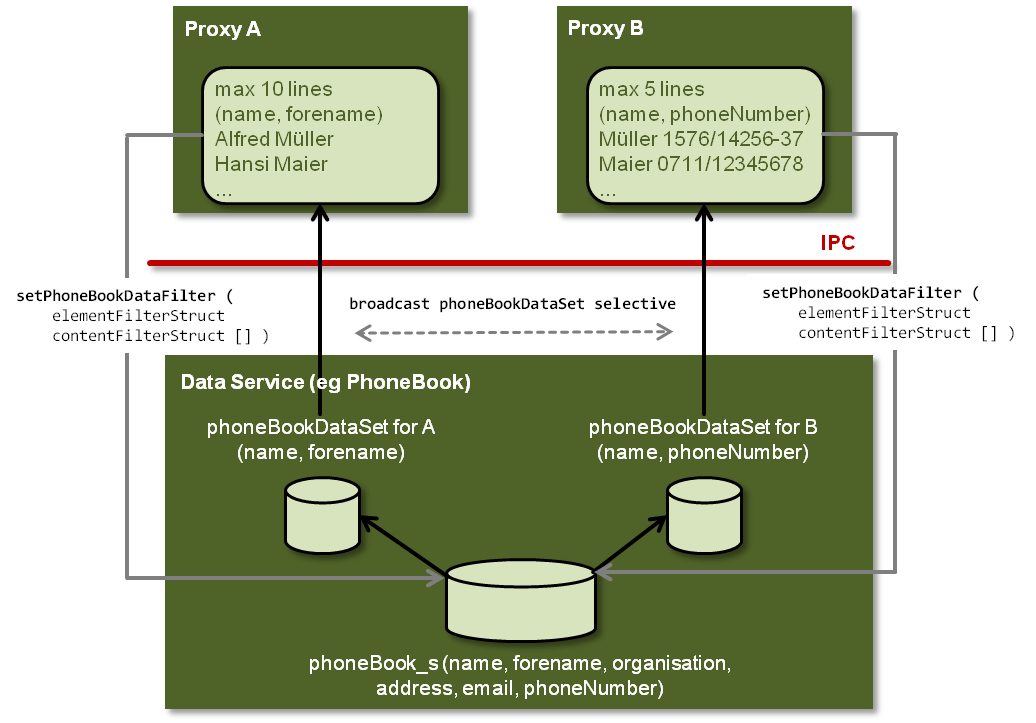 Proxy A
max 10 lines
(name, forename)
Alfred Müller
Hansi Maier
...
Proxy B
max 5 lines
(name, phoneNumber)
Müller 1576/14256-37
Maier 0711/12345678
...
IPC
setPhoneBookDataFilter (
elementFilterStruct
contentFilterStruct [] )
broadcast phoneBookDataSet selective
setPhoneBookDataFilter (
elementFilterStruct
contentFilterStruct [] )
Data Service (eg PhoneBook)
phoneBookDataSet for A
(name, forename)
phoneBookDataSet for B
(name, phoneNumber)
phoneBook_s (name, forename, organisation,
address, email, phoneNumber)